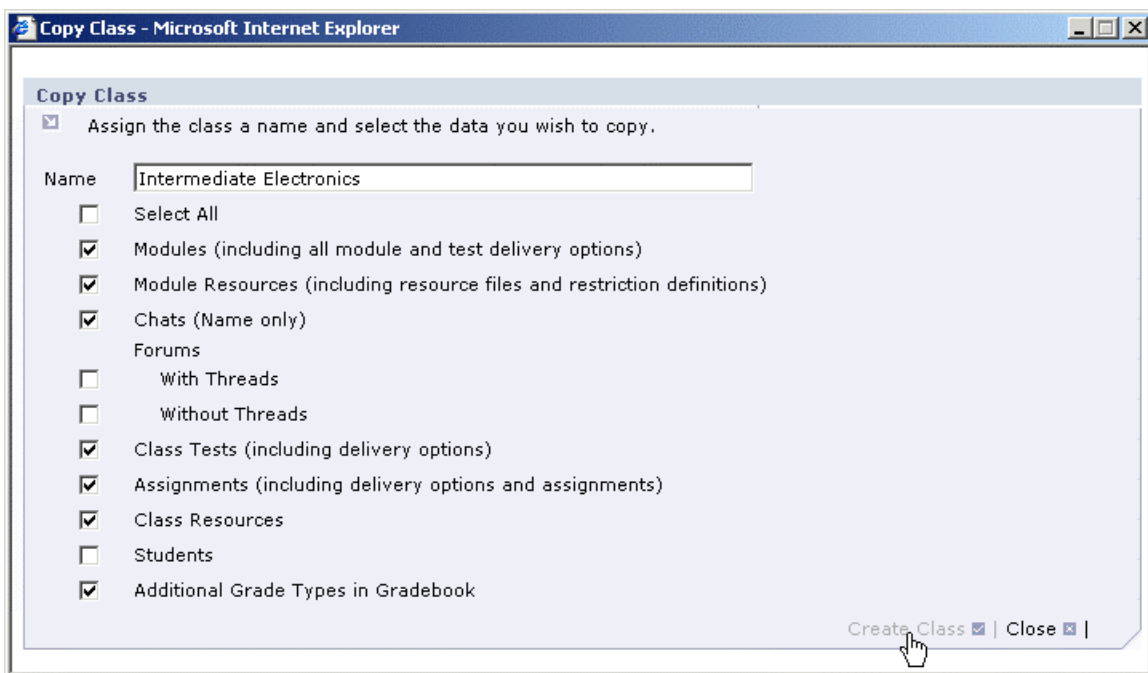 Copy Class - Microsoft Internet Explorer
Copy Class
Assign the class a name and select the data you wish to copy.
Name Intermediate Electronics
Select All
Modules (including all module and test delivery options)
Module Resources (including resource files and restriction definitions)
Chats (Name only)
Forums
With Threads
Without Threads
Class Tests (including delivery options)
Assignments (including delivery options and assignments)
Class Resources
Students
Additional Grade Types in Gradebook
Create Class | Close |